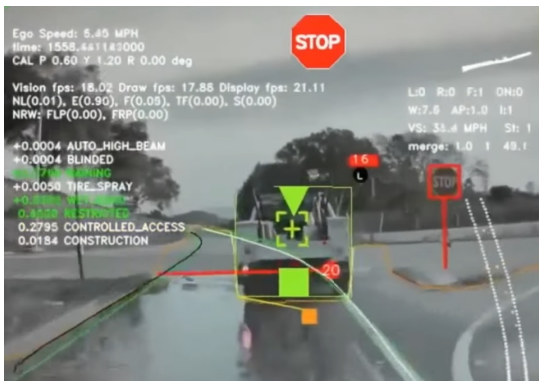 STOP
Ego Speed: 5.45 MPH
CAL P 0.60 Y 1.20 R 0.00 deg
Vision fps: 18.02 Draw fps: 17.88 Display fps: 21.11
NL(0.01), E(0.90), F(0.05), TF(0.00), S(0.00)
NRW: FLP(0.00), FRP(0.00)
L:0 R:0 F:1 ON:0
W:7.6 AP:1.0 I:1
VS: MPH St: 1
merge: 1.0 1 49.1
+0.0004 AUTO_HIGH_BEAM
+0.0004 BLINDED
+0.0050 TIRE_SPRAY
RESTRICTED
0.2795 CONTROLLED_ACCESS
0.0184 CONSTRUCTION
16
L
STOP
20